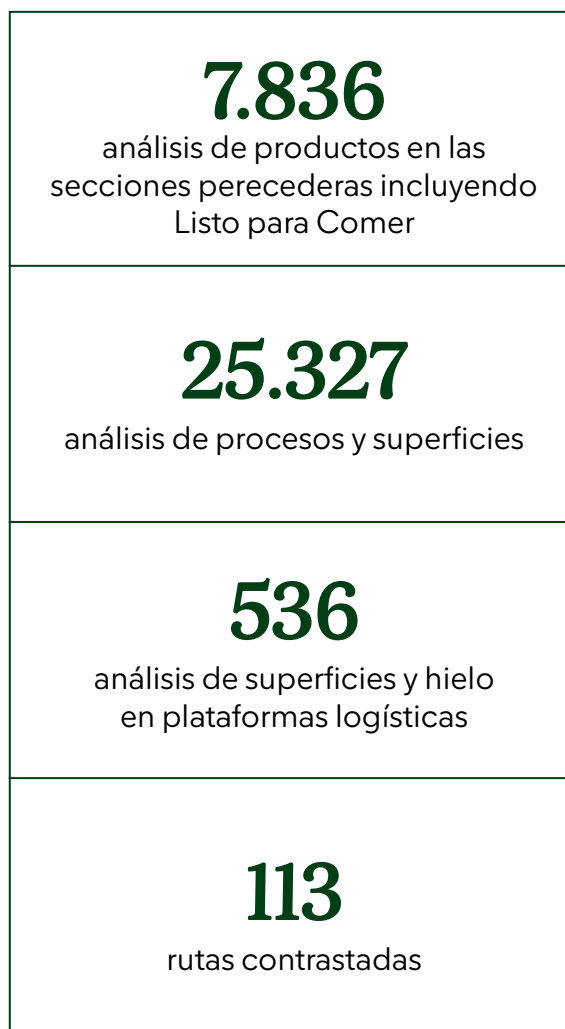 7.836
análisis de productos en las
secciones perecederas incluyendo
Listo para Comer
25.327
análisis de procesos y superficies
536
análisis de superficies y hielo
en plataformas logísticas
113
rutas contrastadas